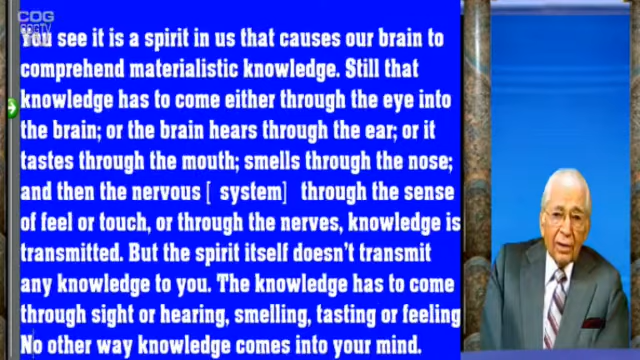 COG
COGTV
You see it is a spirit in us that causes our brain to
comprehend materialistic knowledge. Still that
knowledge has to come either through the eye into
the brain; or the brain hears through the ear; or it
tastes through the mouth; smells through the nose;
and then the nervous [ system] through the sense
of feel or touch, or through the nerves, knowledge is
transmitted. But the spirit itself doesn't transmit
any knowledge to you. The knowledge has to come
through sight or hearing, smelling, tasting or feeling
No other way knowledge comes into your mind.